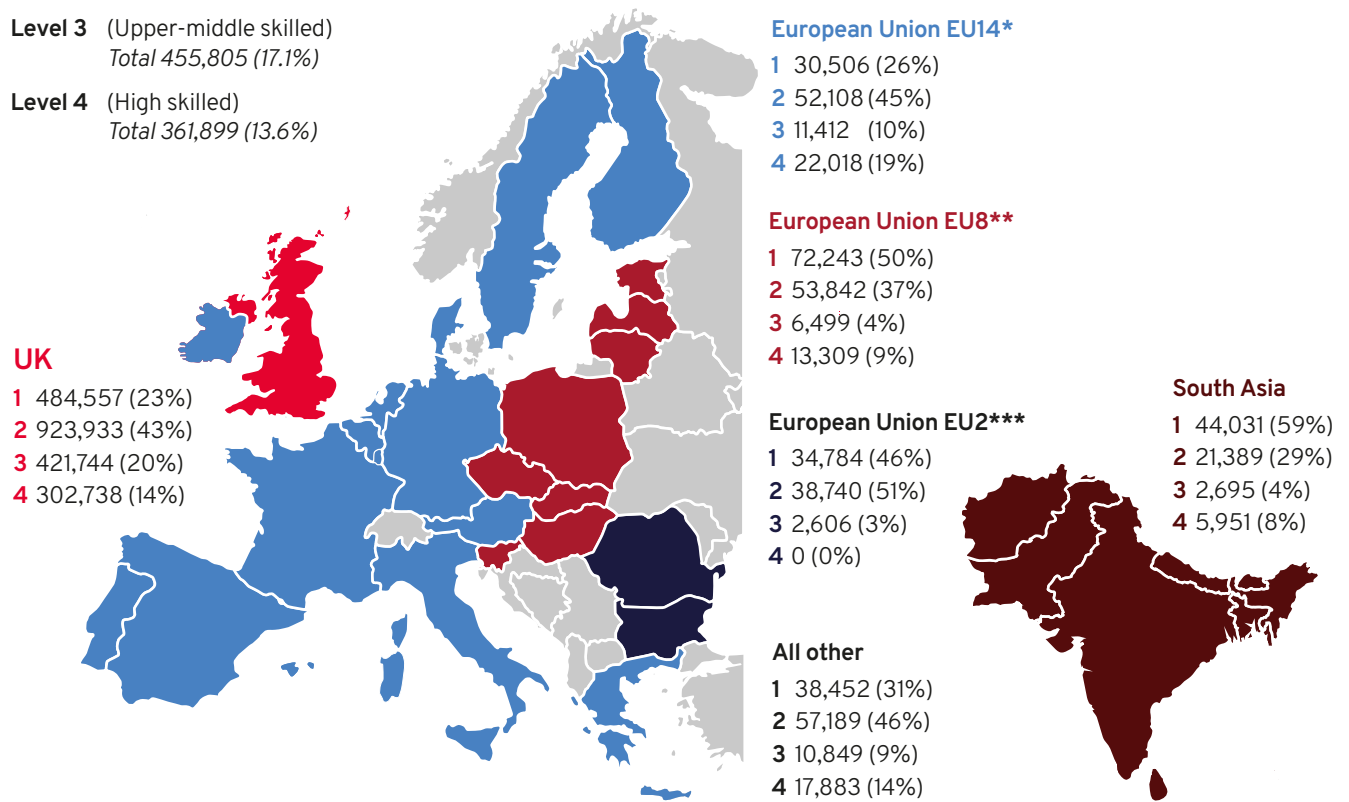 Level 3 (Upper-middle skilled)
Total 455,805 (17.1%)
Level 4 (High skilled)
Total 361,899 (13.6%)
UK
1 484,557 (23%)
2 923,933 (43%)
3 421,744 (20%)
4 302,738 (14%)
European Union EU14*
1 30,506 (26%)
2 52,108 (45%)
3 11,412 (10%)
4 22,018 (19%)
European Union EU8**
1 72,243 (50%)
2 53,842 (37%)
3 6,499 (4%)
4 13,309 (9%)
European Union EU2***
1 34,784 (46%)
2 38,740 (51%)
3 2,606 (3%)
4 0 (0%)
All other
1 38,452 (31%)
2 57,189 (46%)
3 10,849 (9%)
4 17,883 (14%)
South Asia
1 44,031 (59%)
2 21,389 (29%)
3 2,695 (4%)
4 5,951 (8%)